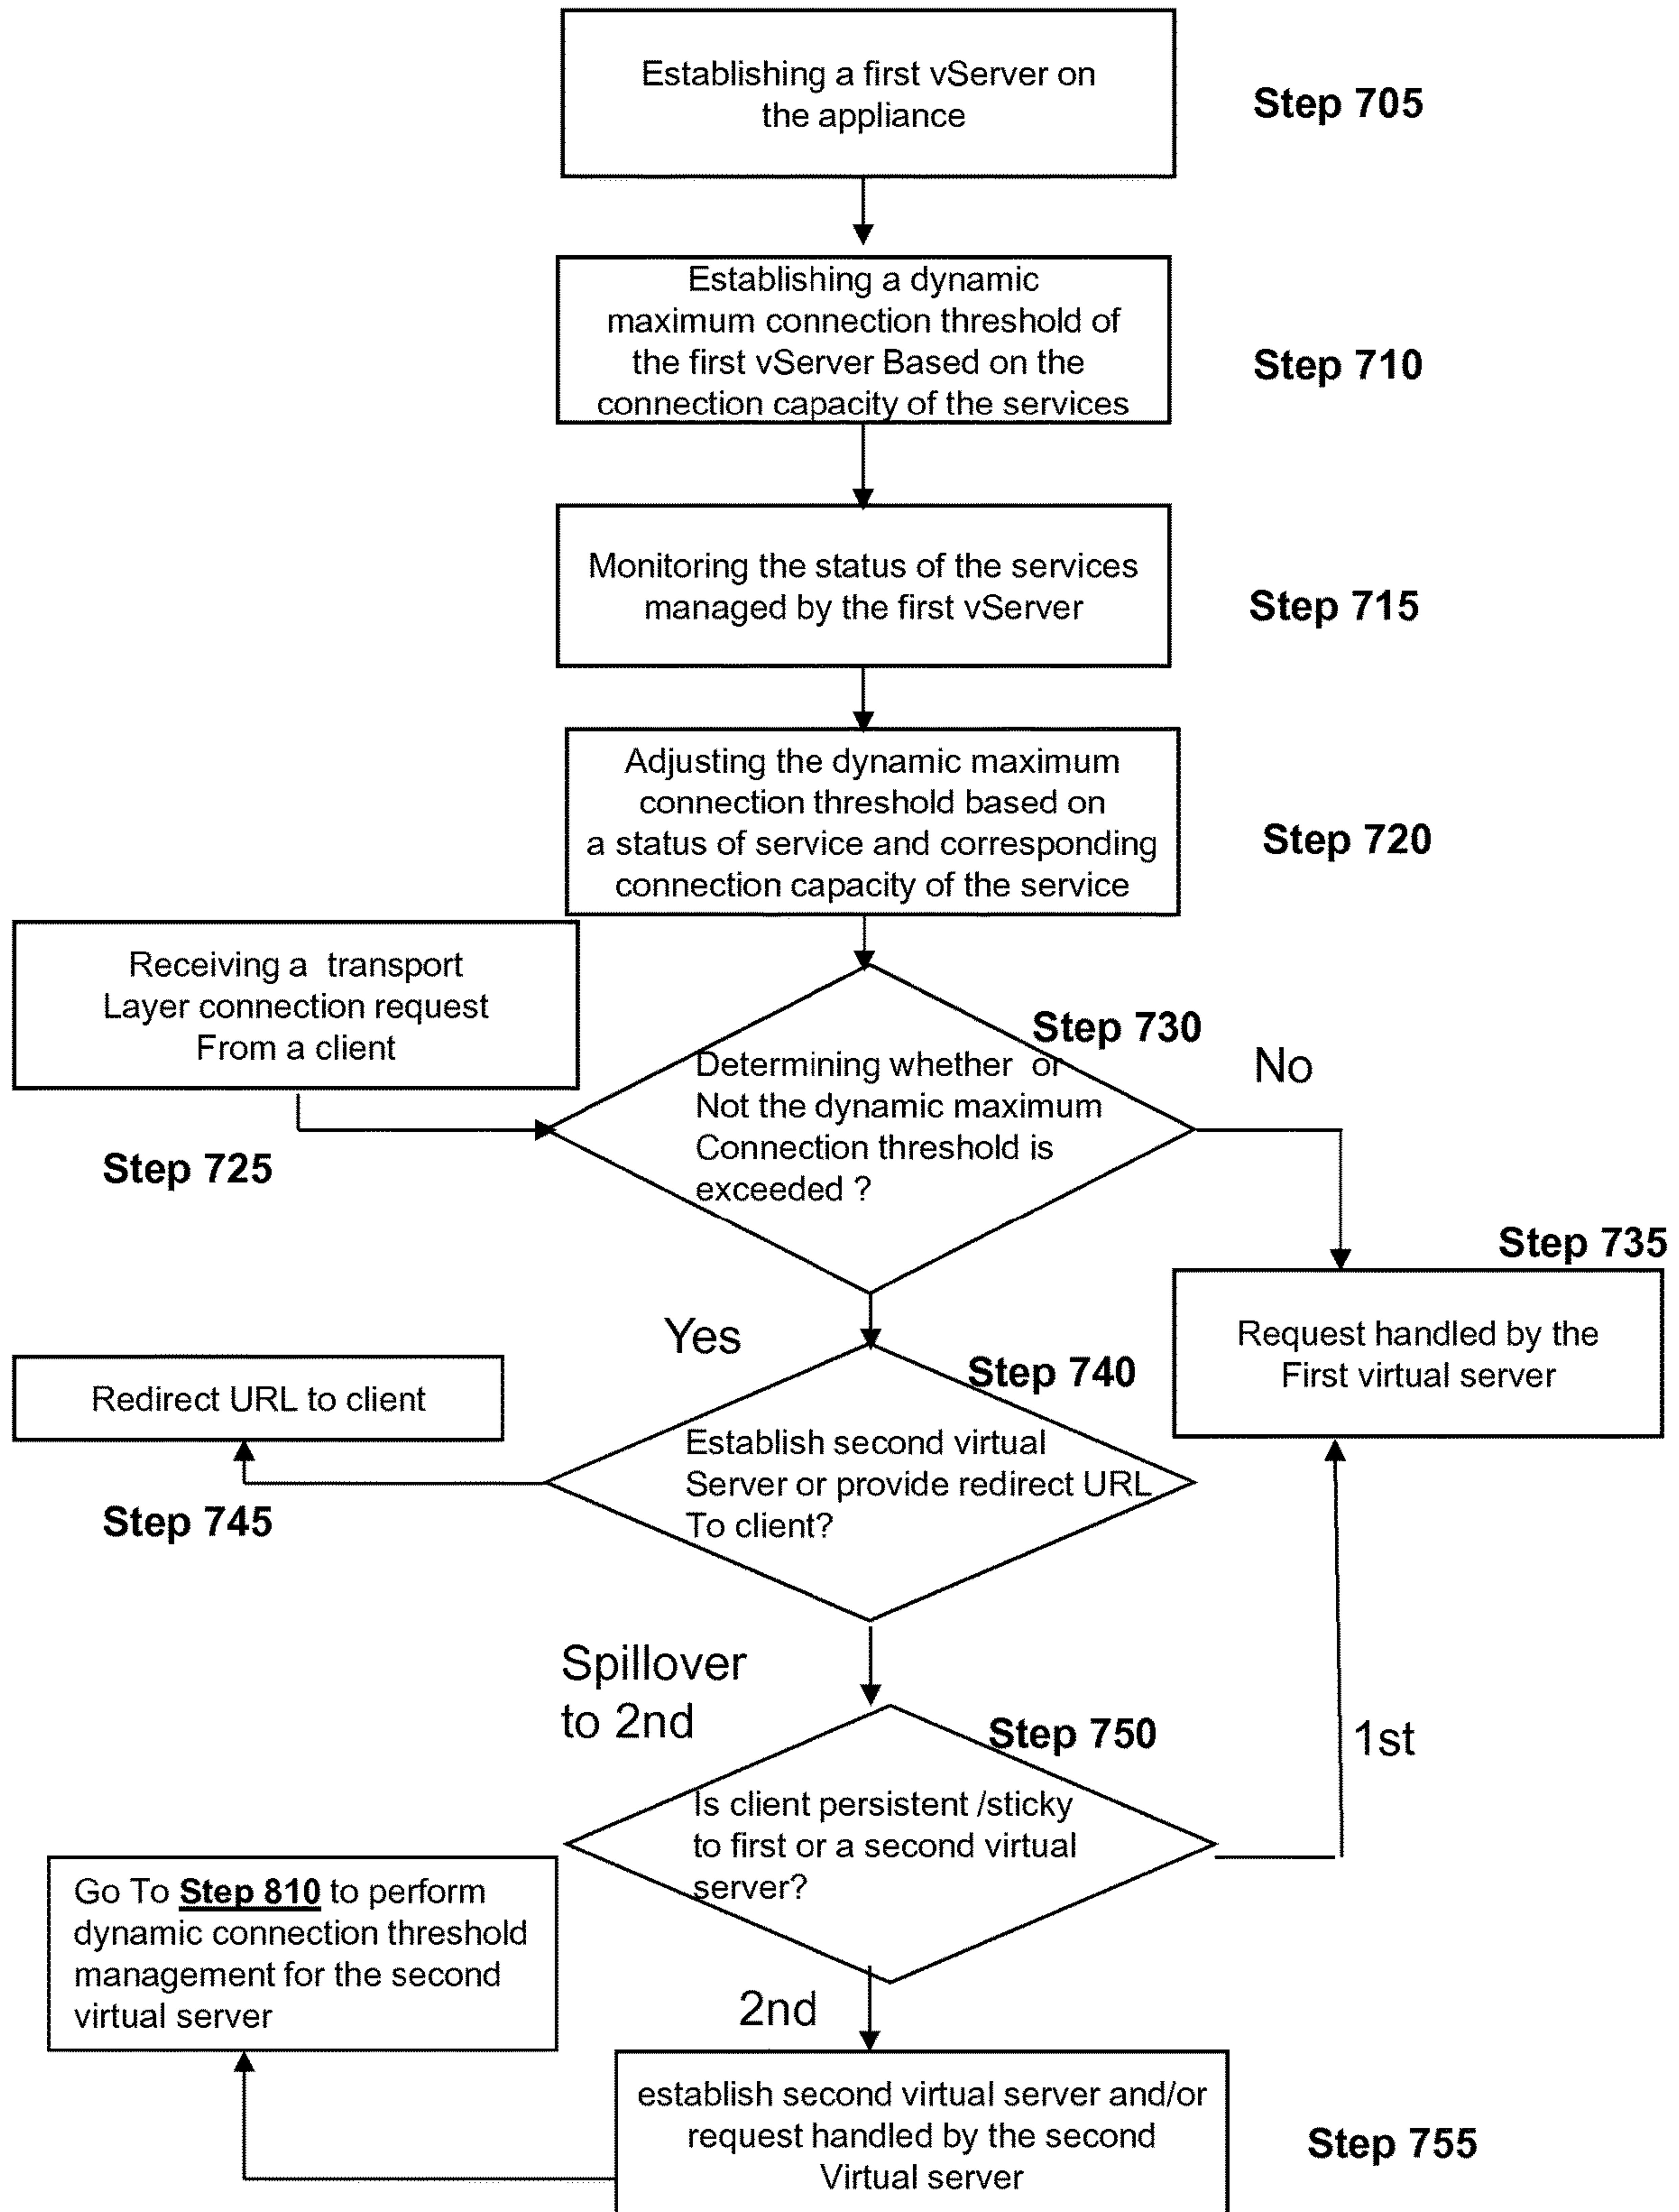 Establishing a first vServer on
the appliance
Step 705
Establishing a dynamic
maximum connection threshold of
the first vServer Based on the
connection capacity of the services
Step 710
Monitoring the status of the services
managed by the first vServer
Step 715
Adjusting the dynamic maximum
connection threshold based on
a status of service and corresponding
connection capacity of the service
Step 720
Receiving a transport
Layer connection request
From a client
Step 725
Step 730
Determining whether or
Not the dynamic maximum
Connection threshold is
exceeded ?
No
Step 735
Request handled by the
First virtual server
Yes
Step 740
Establish second virtual
Server or provide redirect URL
To client?
Redirect URL to client
Step 745
Spillover
to 2nd
Step 750
Is client persistent /sticky
to first or a second virtual
server?
1st
2nd
Go To Step 810 to perform
dynamic connection threshold
management for the second
virtual server
establish second virtual server and/or
request handled by the second
Virtual server
Step 755